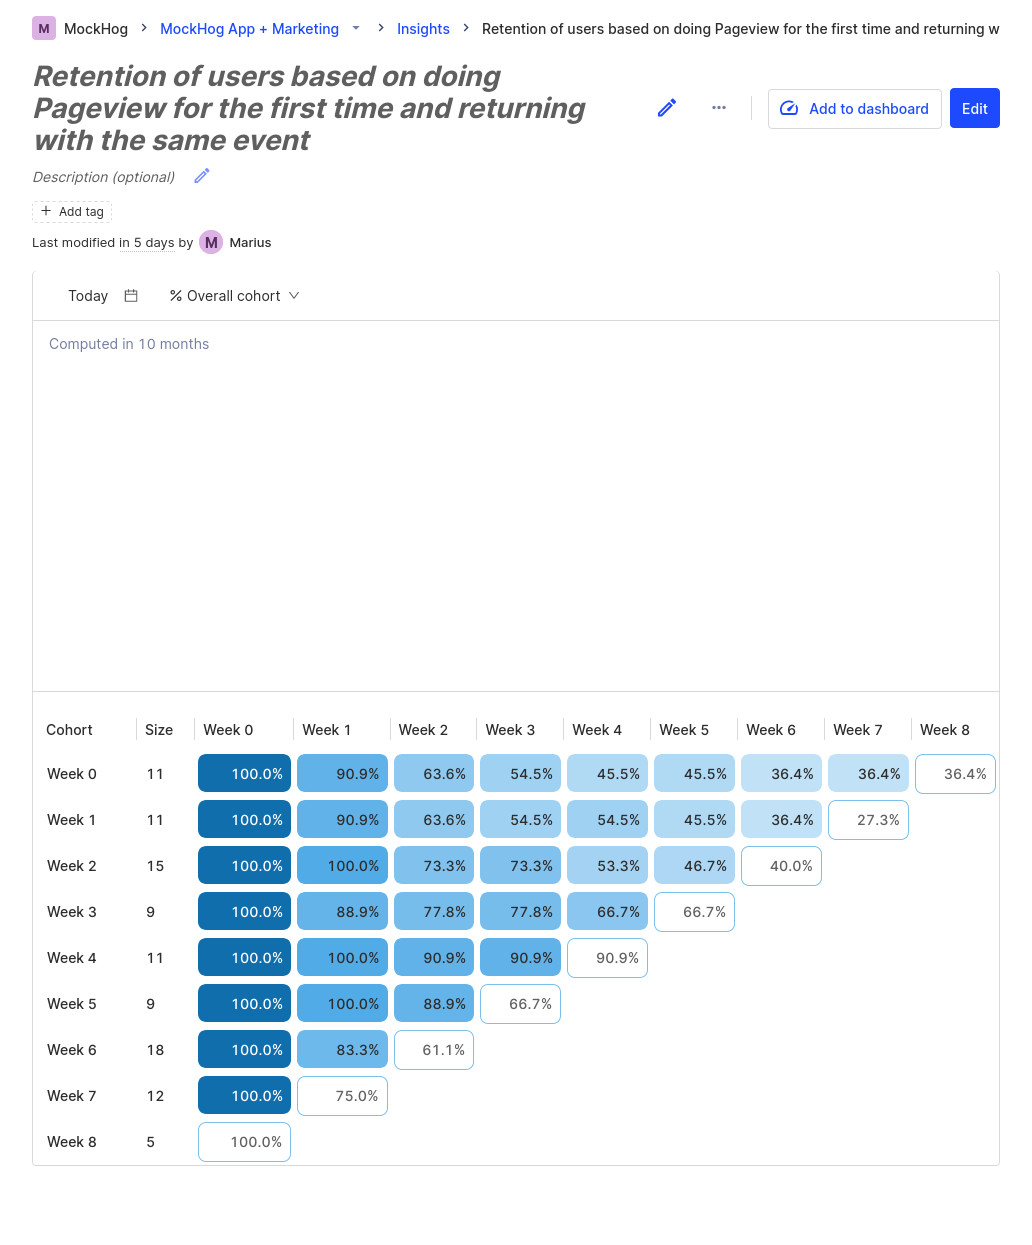 M MockHog MockHog App + Marketing Insights Retention of users based on doing Pageview for the first time and returning w
Retention of users based on doing
Pageview for the first time and returning
with the same event
Add to dashboard Edit
Description (optional)
Add tag
Last modified in 5 days by M Marius
Today % Overall cohort
Computed in 10 months
Cohort Size Week 0 Week 1 Week 2 Week 3 Week 4 Week 5 Week 6 Week 7 Week 8
Week 0 11 100.0% 90.9% 63.6% 54.5% 45.5% 45.5% 36.4% 36.4% 36.4%
Week 1 11 100.0% 90.9% 63.6% 54.5% 54.5% 45.5% 36.4% 27.3%
Week 2 15 100.0% 100.0% 73.3% 73.3% 53.3% 46.7% 40.0%
Week 3 9 100.0% 88.9% 77.8% 77.8% 66.7% 66.7%
Week 4 11 100.0% 100.0% 90.9% 90.9% 90.9%
Week 5 9 100.0% 100.0% 88.9% 66.7%
Week 6 18 100.0% 83.3% 61.1%
Week 7 12 100.0% 75.0%
Week 8 5 100.0%